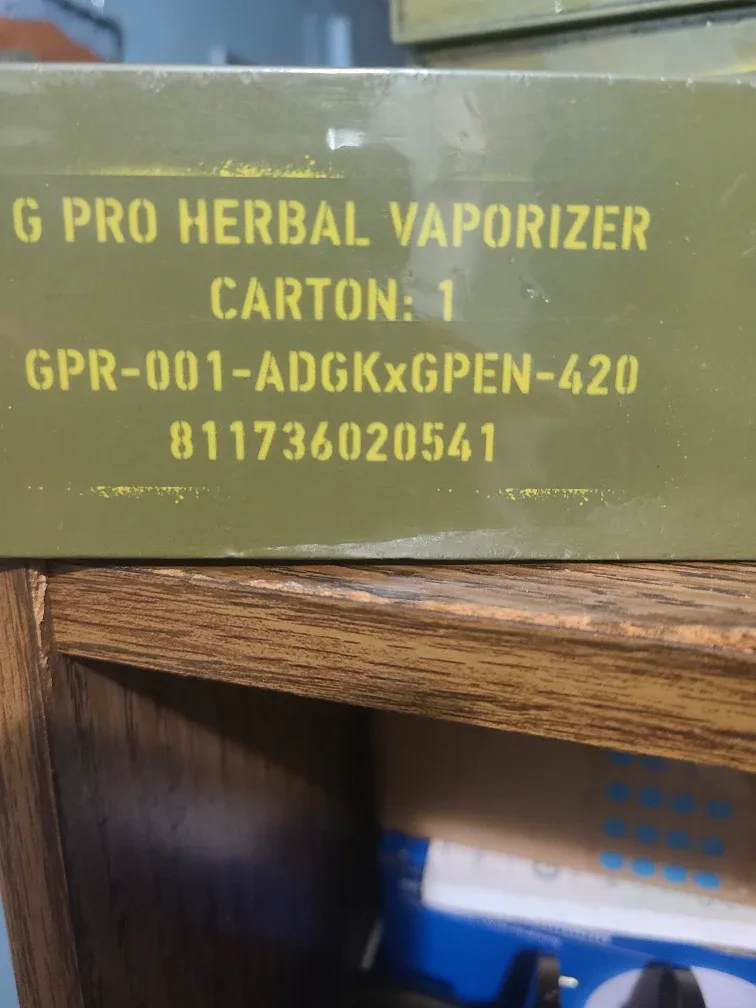 G PRO HERBAL VAPORIZER
CARTON: 1
GPR-001-ADGKxGPEN-420
811736020541